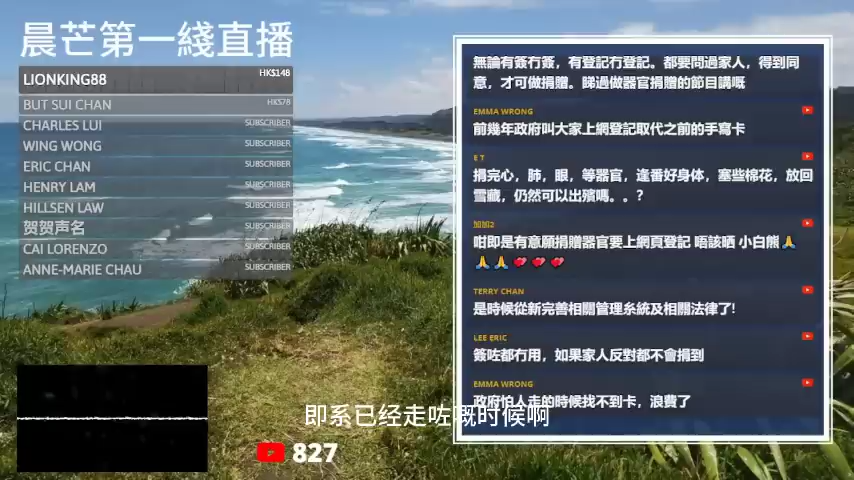 晨芒第一綫直播
LIONKING88 HK$148
BUT SUI CHAN HK$78
CHARLES LUI SUBSCRIBER
WING WONG SUBSCRIBER
ERIC CHAN SUBSCRIBER
HENRY LAM SUBSCRIBER
HILLSEN LAW SUBSCRIBER
贺贺声名 SUBSCRIBER
CAI LORENZO SUBSCRIBER
ANNE-MARIE CHAU SUBSCRIBER
無論有簽冇簽，有登記冇登記。都要問過家人，得到同
意，才可做捐贈。睇過做器官捐贈的節目講嘅
EMMA WRONG
前幾年政府叫大家上網登記取代之前的手寫卡
E T
捐完心，肺，眼，等器官，逢番好身体，塞些棉花，放回
雪藏，仍然可以出殯嗎。。?
加加2
咁即是有意願捐贈器官要上網頁登記 唔該晒 小白熊🙏
🙏🙏💕💕💕
TERRY CHAN
是時候從新完善相關管理糸統及相關法律了!
LEE ERIC
簽咗都冇用，如果家人反對都不會捐到
EMMA WRONG
政府怕人走的時候找不到卡，浪費了
即系已经走咗嘅时候啊
827